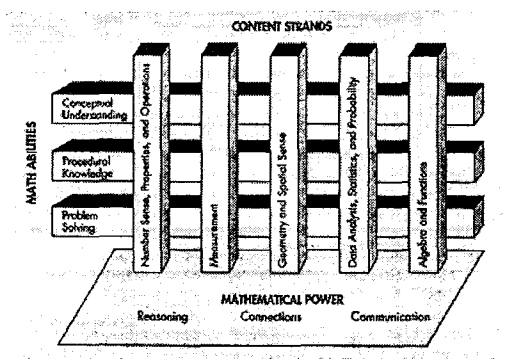 CONTENT STRANDS
MATH ABILITIES
Conceptual
Understanding
Procedural
Knowledge
Problem
Solving
Number Sense, Properties, and Operations
Measurement
Geometry and Spatial Sense
Data Analysis, Statistics, and Probability
Algebra and Functions
MATHEMATICAL POWER
Reasoning Connections Communication